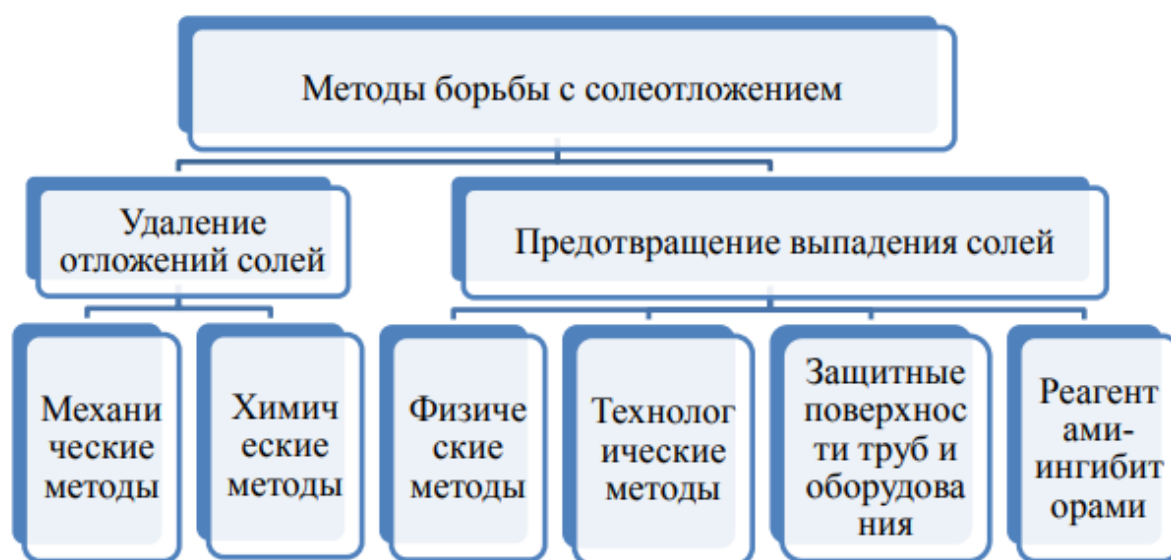 Методы борьбы с солеотложением
Удаление
отложений солей
Предотвращение выпадения солей
Механи
ческие
методы
Химич
еские
методы
Физиче
ские
методы
Технолог
ические
методы
Защитные
поверхнос
ти труб и
оборудова
ния
Реагент
ами-
ингибит
орами